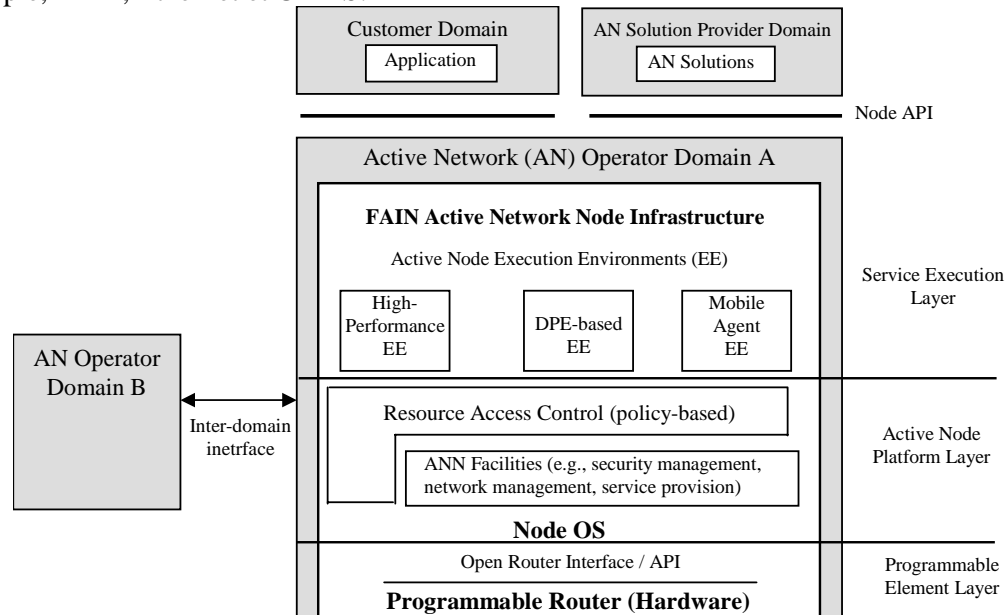 Customer Domain
Application
AN Solution Provider Domain
AN Solutions
Node API
Active Network (AN) Operator Domain A
FAIN Active Network Node Infrastructure
Active Node Execution Environments (EE)
High-
Performance
EE
DPE-based
EE
Mobile
Agent
EE
Service Execution
Layer
AN Operator
Domain B
Inter-domain
inetrface
Resource Access Control (policy-based)
ANN Facilities (e.g., security management,
network management, service provision)
Active Node
Platform Layer
Node OS
Open Router Interface / API
Programmable Router (Hardware)
Programmable
Element Layer